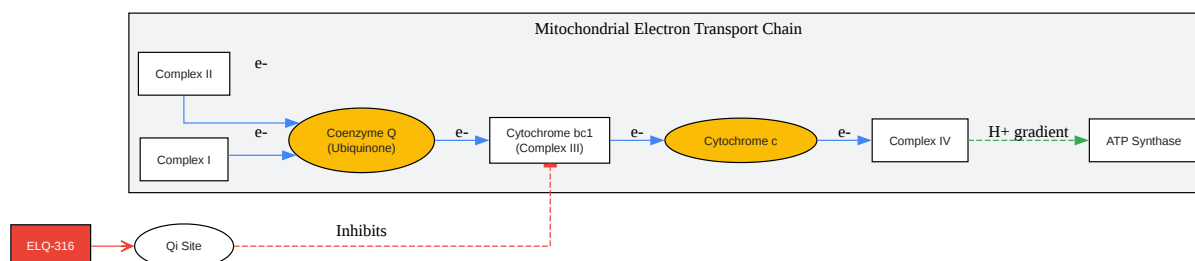 Mitochondrial Electron Transport Chain
Complex II
e-
Complex I
e-
Coenzyme Q
(Ubiquinone)
e-
Cytochrome bc1
(Complex III)
e-
Cytochrome c
e-
Complex IV
H+ gradient
ATP Synthase
ELQ-316
Qi Site
Inhibits